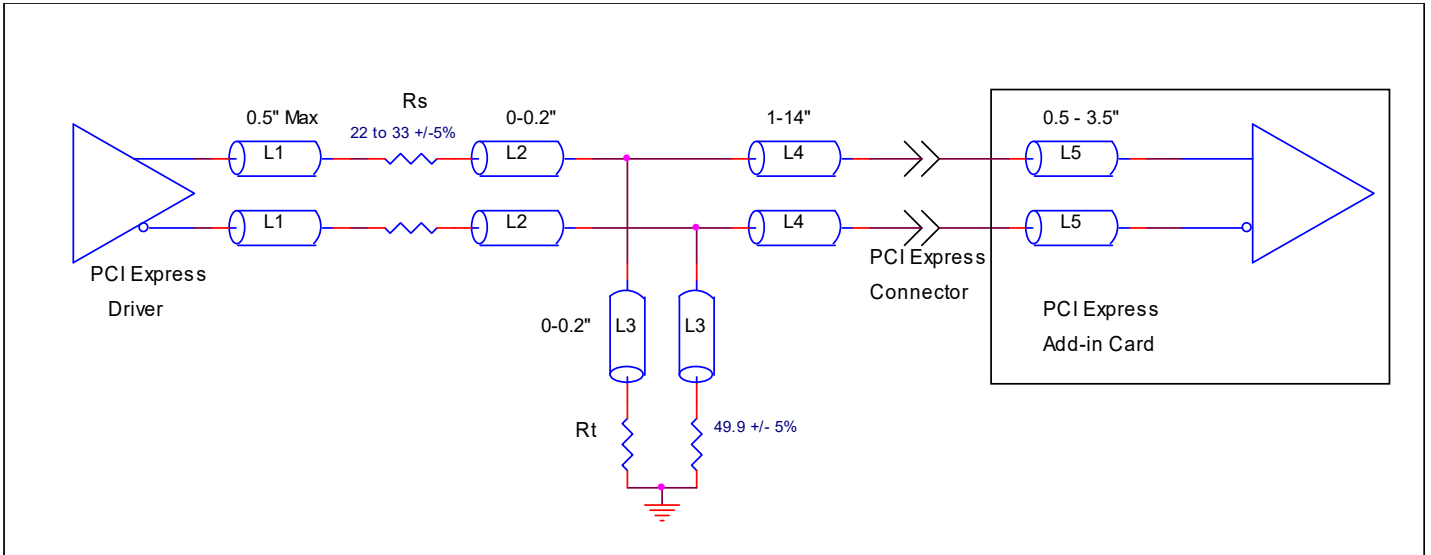 Rs
0.5" Max
22 to 33 +/-5%
0-0.2"
1-14"
0.5 - 3.5"
L1
L2
L4
L5
L1
L2
L4
L5
PCI Express
Driver
PCI Express
Connector
0-0.2"
L3
L3
PCI Express
Add-in Card
Rt
49.9 +/- 5%